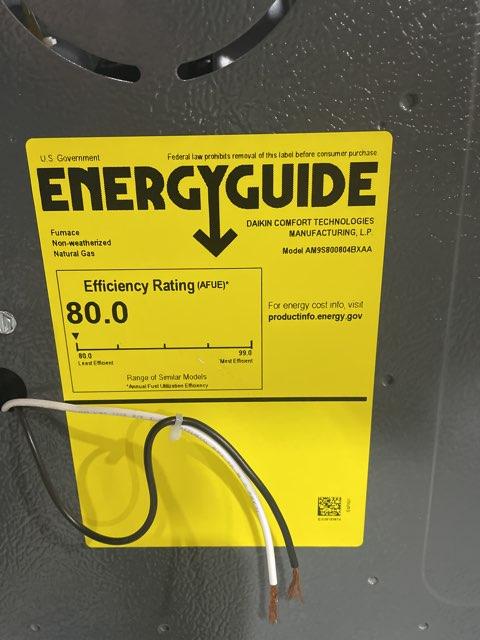 U.S. Government
Federal law prohibits removal of this label before consumer purchase.
ENERGYGUIDE
Furnace
Non-weatherized
Natural Gas
DAIKIN COMFORT TECHNOLOGIES
MANUFACTURING, L.P.
Model AM9S800804BXAA
Efficiency Rating (AFUE)*
80.0
80.0
Least Efficient
99.0
Most Efficient
Range of Similar Models
*Annual Fuel Utilization Efficiency
For energy cost info, visit
productinfo.energy.gov